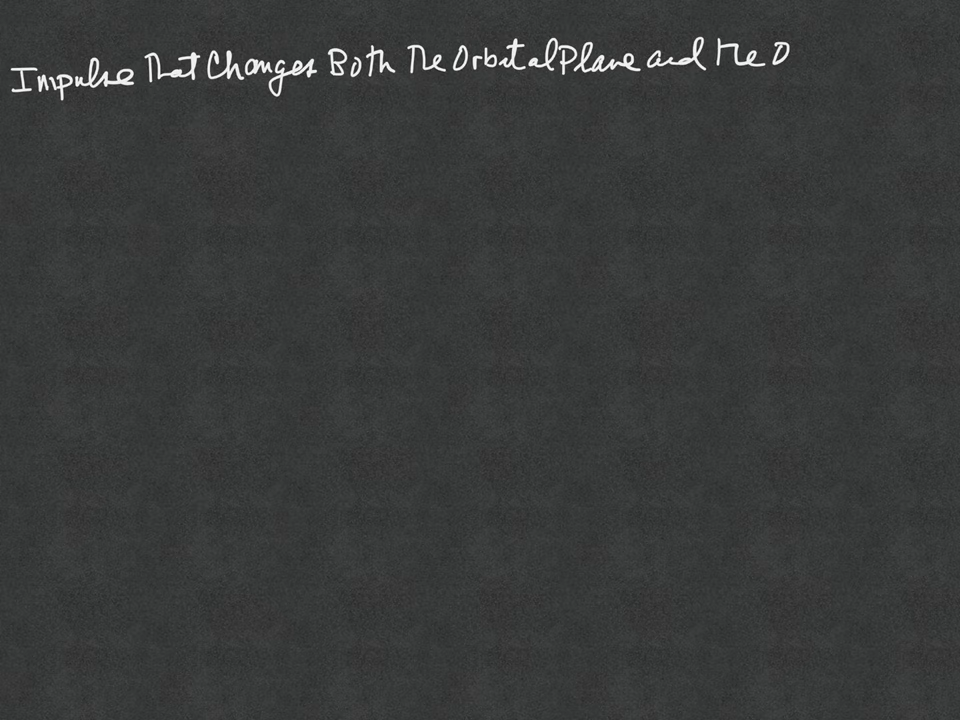 Impulse That Changes Both The Orbital Plane and the O